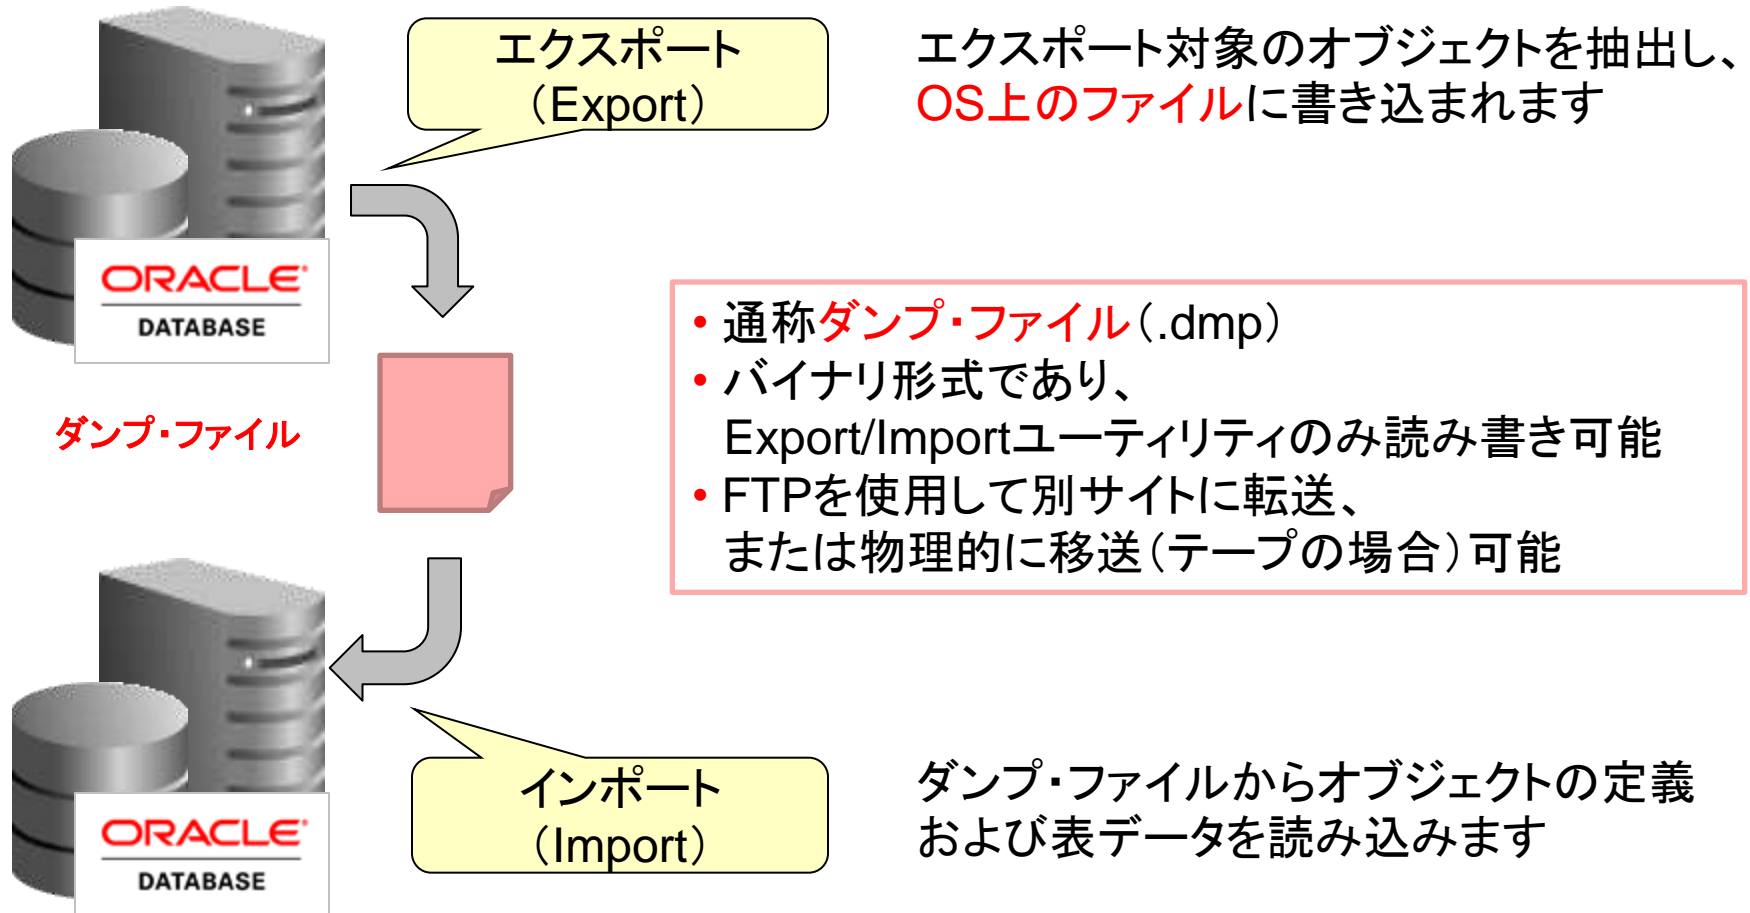 エクスポート
（Export）
エクスポート対象のオブジェクトを抽出し、
OS上のファイルに書き込まれます
ORACLE
DATABASE
・通称ダンプ・ファイル（.dmp）
・バイナリ形式であり、
Export/Importユーティリティのみ読み書き可能
・FTPを使用して別サイトに転送、
または物理的に移送（テープの場合）可能
ダンプ・ファイル
インポート
（Import）
ダンプ・ファイルからオブジェクトの定義
および表データを読み込みます
ORACLE
DATABASE